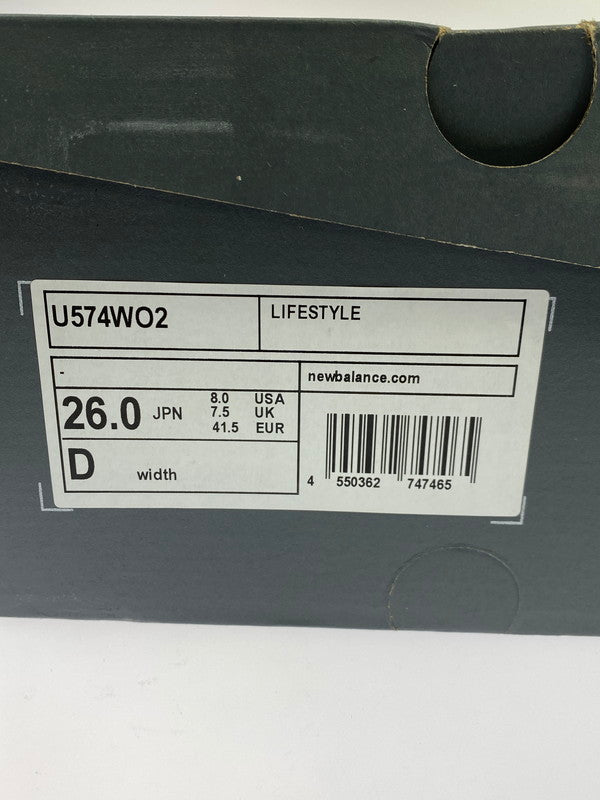 U574WO2
LIFESTYLE
-
newbalance.com
26.0 JPN
8.0 USA
7.5 UK
41.5 EUR
D width
4 550362 747465